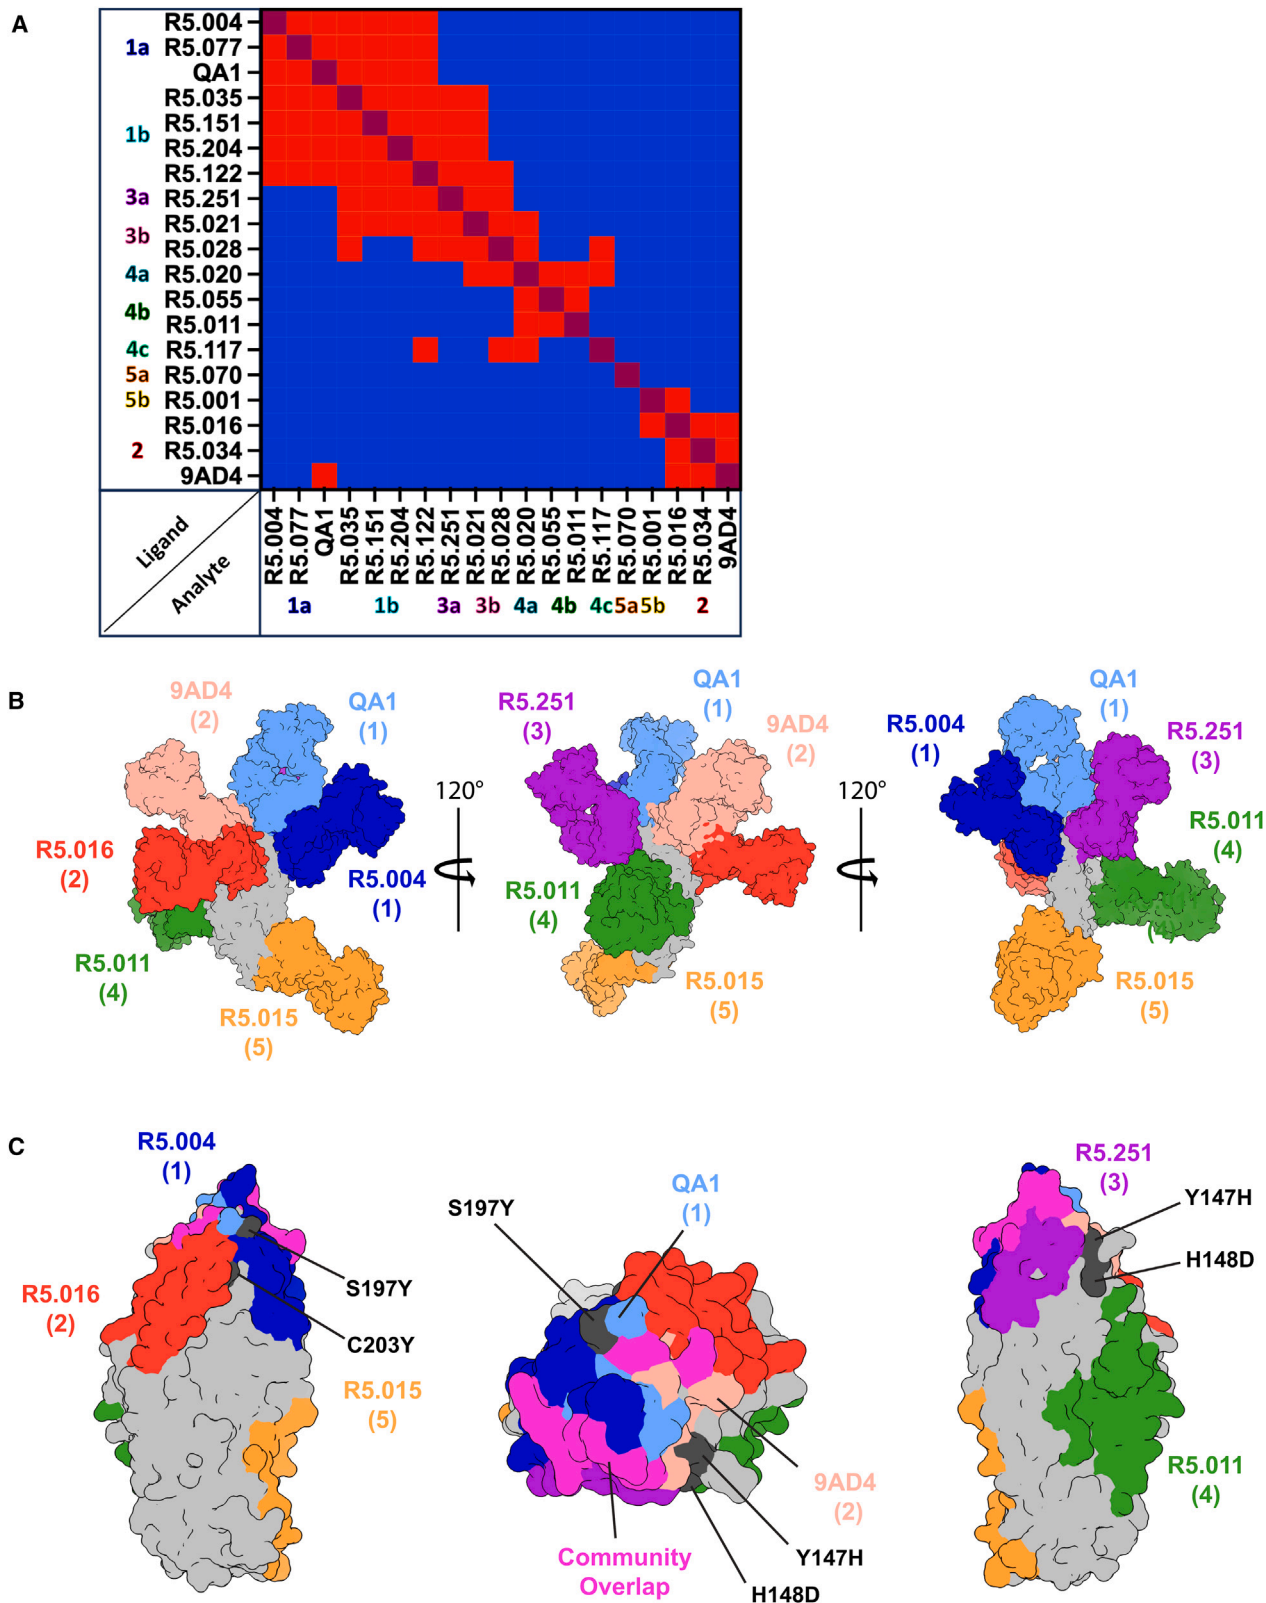 A
1a
1b
3a
3b
4a
4b
4c
5a
5b
2
R5.004
R5.077
QA1
R5.035
R5.151
R5.204
R5.122
R5.251
R5.021
R5.028
R5.020
R5.055
R5.011
R5.117
R5.070
R5.001
R5.016
R5.034
9AD4
Ligand
Analyte
R5.004
R5.077
QA1
R5.035
R5.151
R5.204
R5.122
R5.251
R5.021
R5.028
R5.020
R5.055
R5.011
R5.117
R5.070
R5.001
R5.016
R5.034
9AD4
1a
1b
3a
3b
4a
4b
4c
5a
5b
2
B
9AD4
(2)
QA1
(1)
R5.016
(2)
R5.004
(1)
R5.011
(4)
R5.015
(5)
120°
R5.251
(3)
QA1
(1)
9AD4
(2)
R5.011
(4)
R5.015
(5)
120°
R5.004
(1)
QA1
(1)
R5.251
(3)
R5.011
(4)
(4)
R5.015
(5)
C
R5.004
(1)
R5.016
(2)
S197Y
C203Y
R5.015
(5)
S197Y
QA1
(1)
9AD4
(2)
Y147H
H148D
Community
Overlap
R5.251
(3)
Y147H
H148D
R5.011
(4)